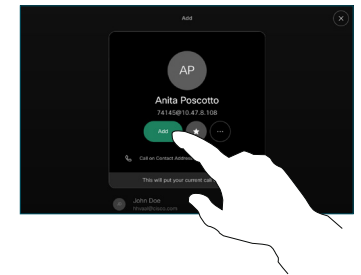 Add
AP
Anita Poscotto
74145@10.47.8.108
Add
Call on Contact Address
This will put your current call
John Doe